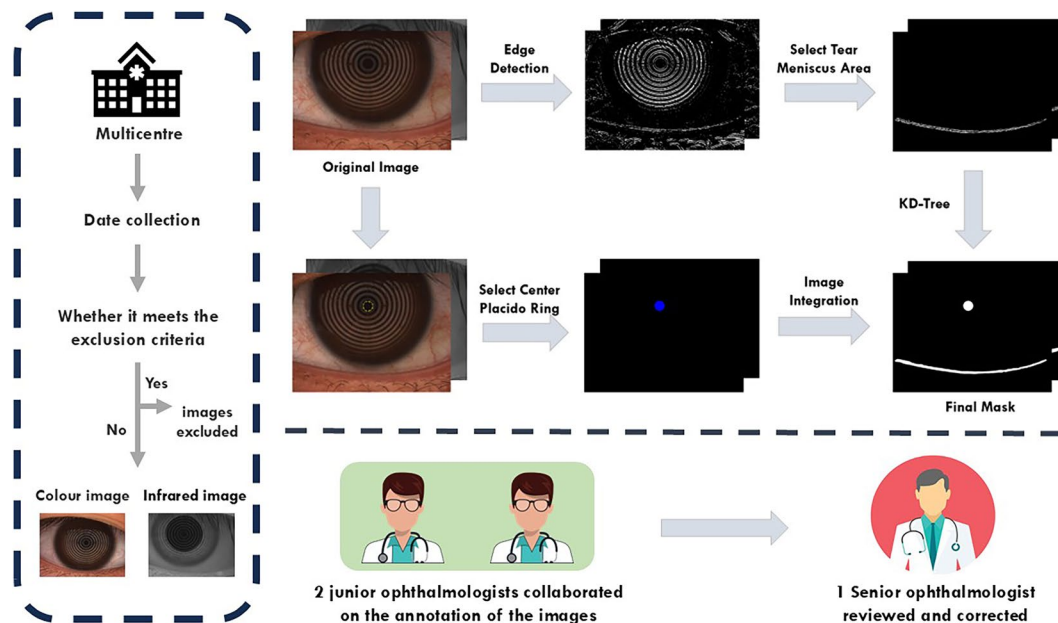 Multicentre
Date collection
Whether it meets the
exclusion criteria
Yes
images
excluded
No
Colour image
Infrared image
Original Image
Edge
Detection
Select Tear
Meniscus Area
KD-Tree
Select Center
Placido Ring
Image
Integration
Final Mask
2 junior ophthalmologists collaborated
on the annotation of the images
1 Senior ophthalmologist
reviewed and corrected